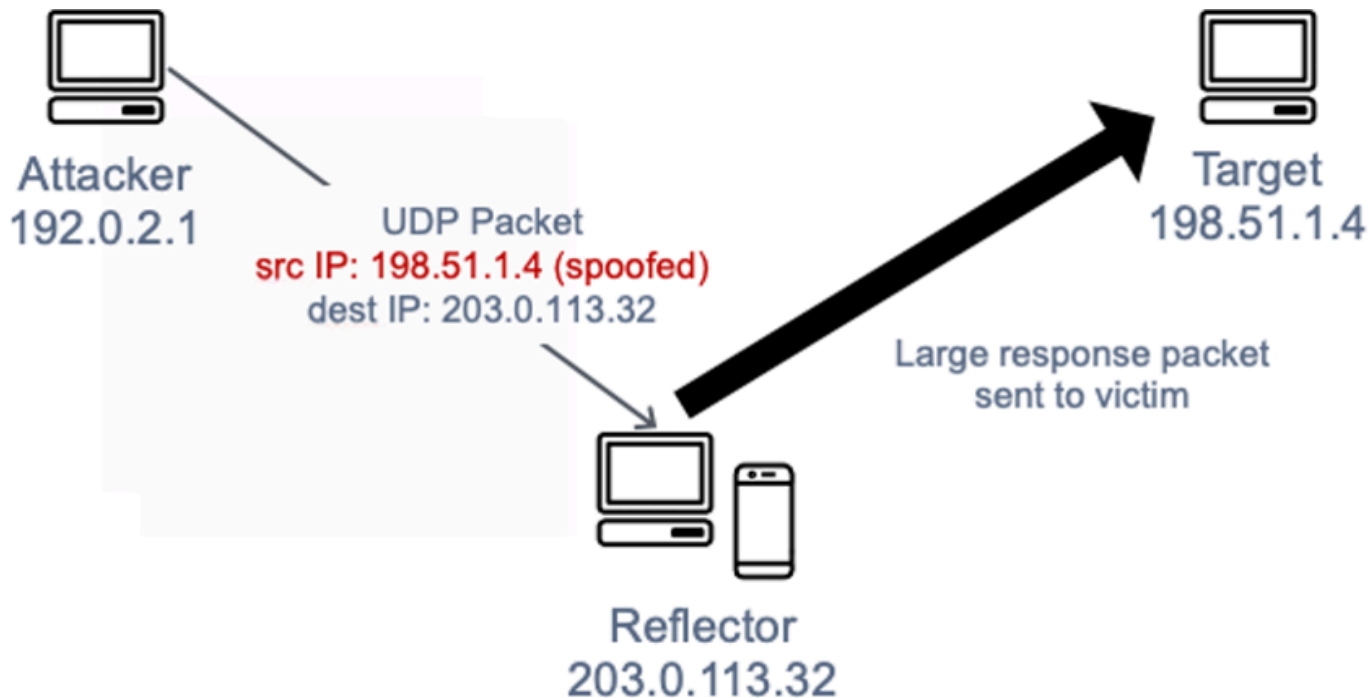 Attacker
192.0.2.1
Target
198.51.1.4
UDP Packet
src IP: 198.51.1.4 (spoofed)
dest IP: 203.0.113.32
Large response packet
sent to victim
Reflector
203.0.113.32